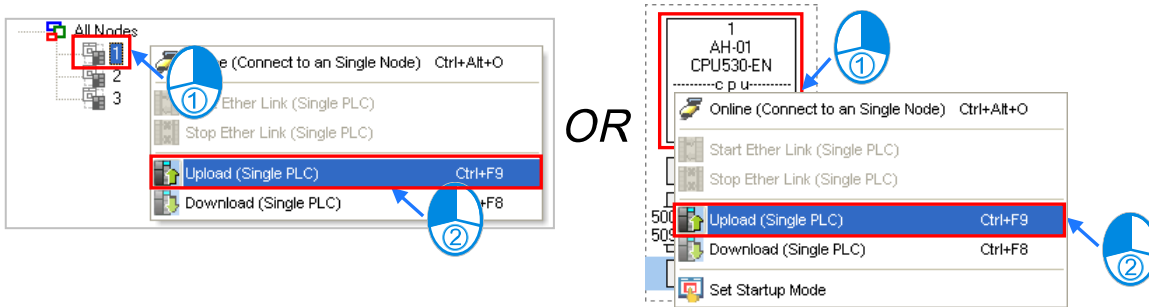 All Nodes
1
2
3
e (Connect to an Single Node) Ctrl+Alt+O
Ether Link (Single PLC)
Stop Ether Link (Single PLC)
Upload (Single PLC) Ctrl+F9
Download (Single PLC) +F8
①
②
OR
1
AH-01
CPU530-EN
--------c p u------
①
Online (Connect to an Single Node) Ctrl+Alt+O
Start Ether Link (Single PLC)
Stop Ether Link (Single PLC)
Upload (Single PLC) Ctrl+F9
Download (Single PLC) Ctrl+F8
Set Startup Mode
②
500
509